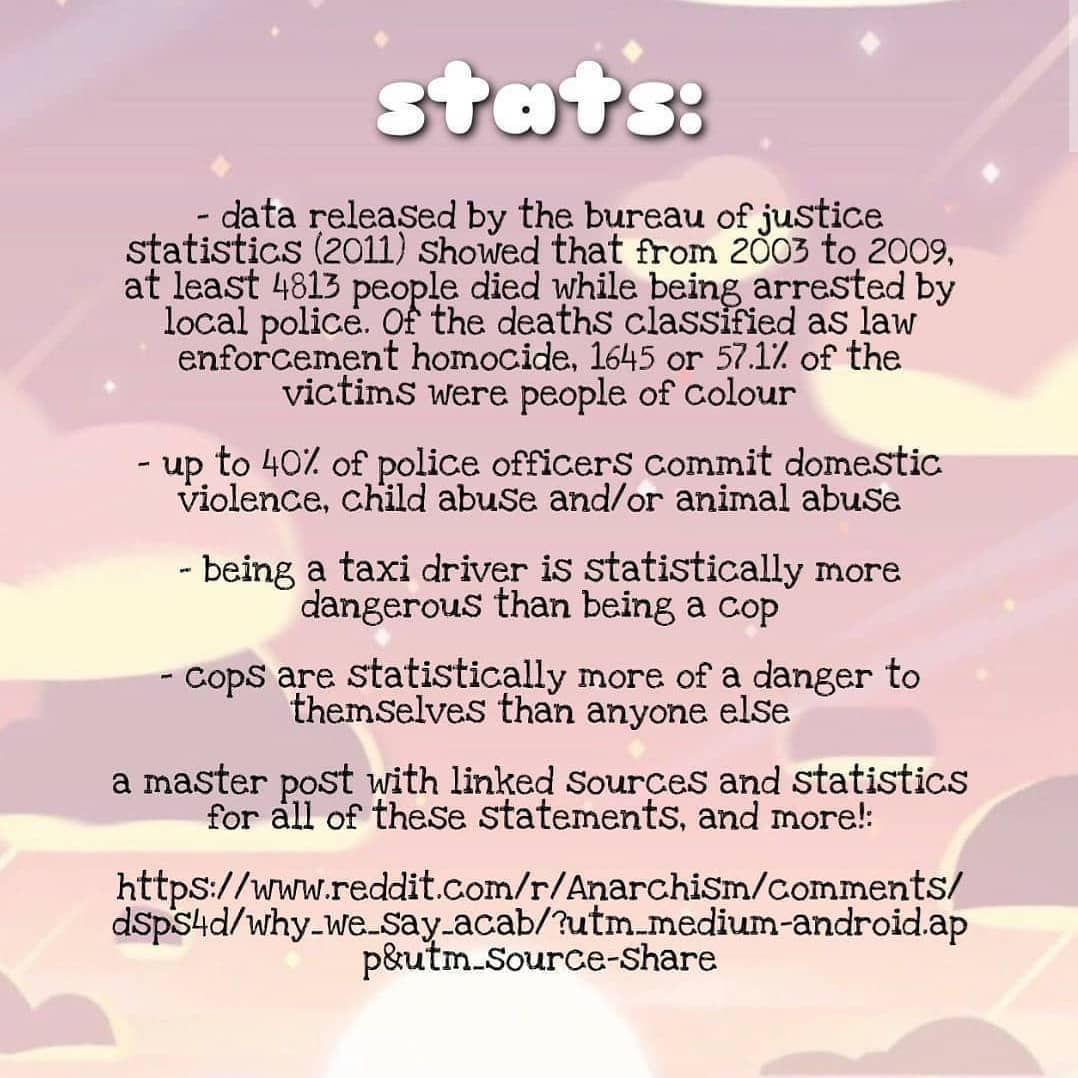 stats:
- data released by the bureau of justice
statistics (2011) showed that from 2003 to 2009,
at least 4813 people died while being arrested by
local police. Of the deaths classified as law
enforcement homocide, 1645 or 57.1% of the
victims were people of colour
- up to 40% of police officers commit domestic
violence, child abuse and/or animal abuse
- being a taxi driver is statistically more
dangerous than being a cop
- cops are statistically more of a danger to
themselves than anyone else
a master post with linked sources and statistics
for all of these statements, and more!:
https://www.reddit.com/r/Anarchism/comments/
dsps4d/why_we_say_acab/?utm_medium-android.ap
p&utm_source-share